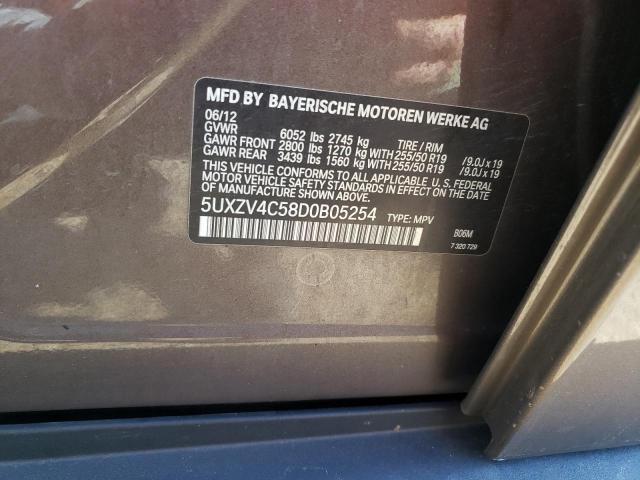 MFD BY BAYERISCHE MOTOREN WERKE AG
06/12
GVWR 6052 lbs 2745 kg TIRE / RIM
GAWR FRONT 2800 lbs 1270 kg WITH 255/50 R19 /9.0J x 19
GAWR REAR 3439 lbs 1560 kg WITH 255/50 R19 /9.0J x 19
THIS VEHICLE CONFORMS TO ALL APPLICABLE FEDERAL
MOTOR VEHICLE SAFETY STANDARDS IN EFFECT ON THE DATE OF
MANUFACTURE SHOWN ABOVE.
5UXZV4C58D0B05254 TYPE: MPV
B06M
7 320 729